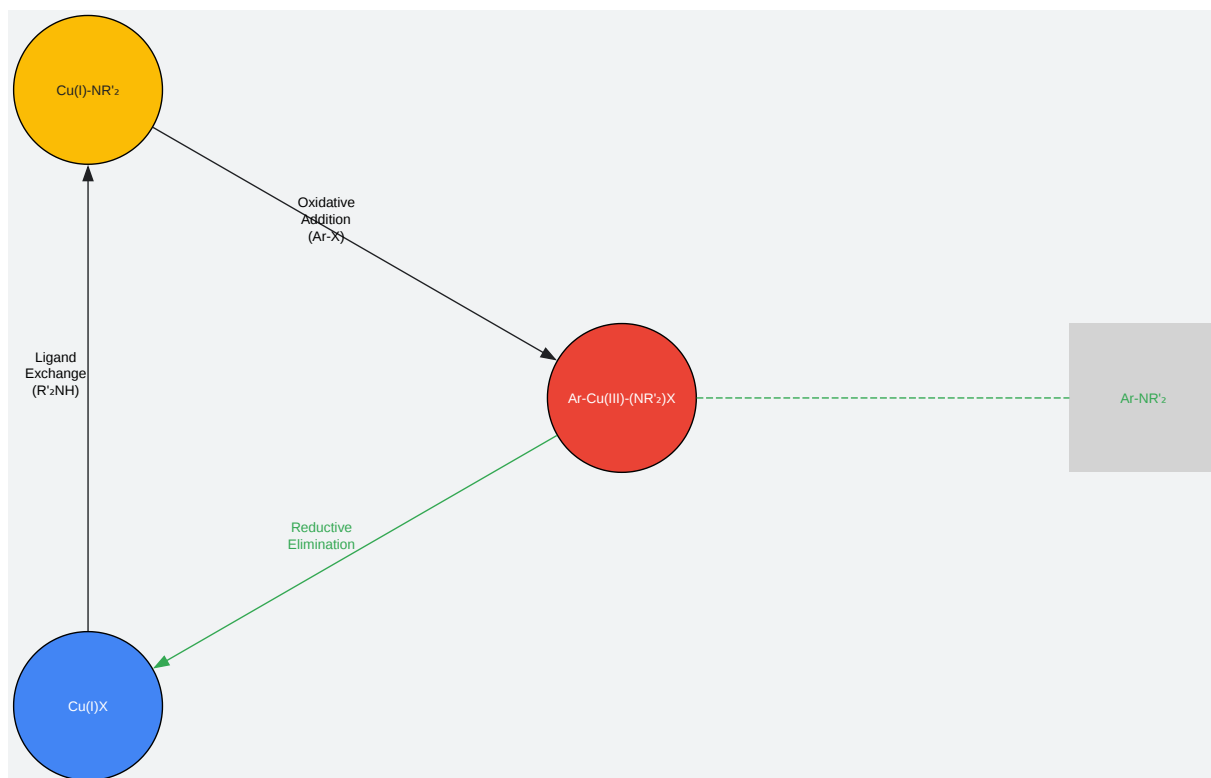 Cu(I)-NR'₂
Oxidative
Addition
(Ar-X)
Ligand
Exchange
(R'₂NH)
Ar-Cu(III)-(NR'₂)X
Ar-NR'₂
Reductive
Elimination
Cu(I)X